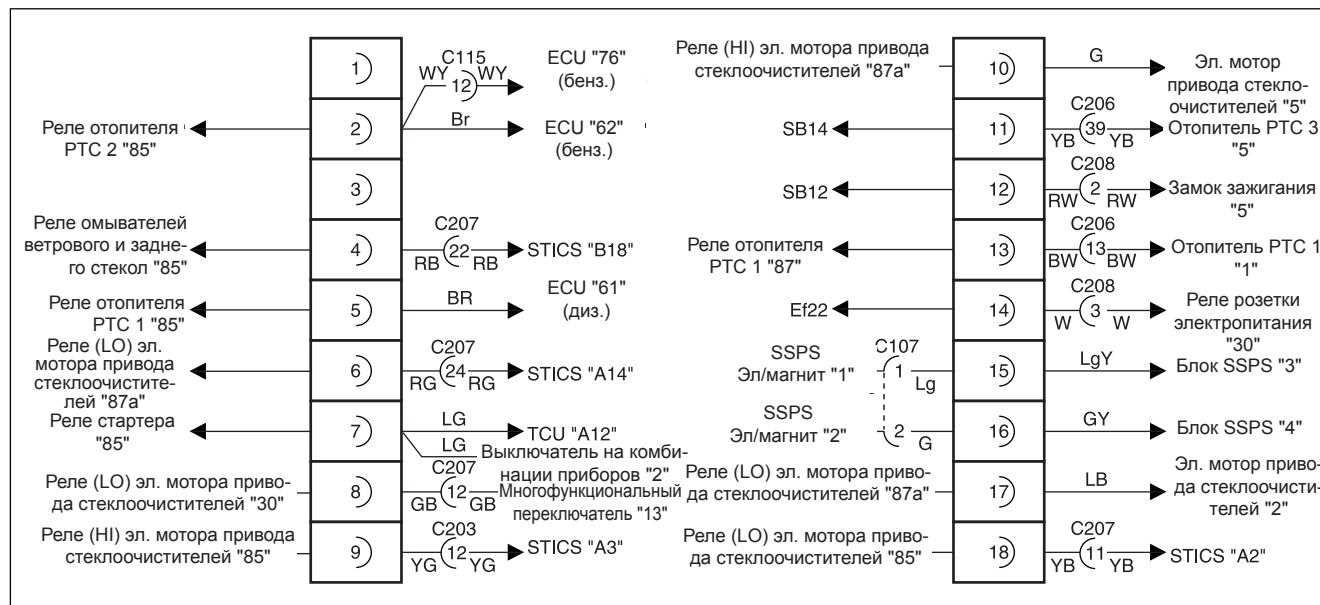 1
C115
WY 12 WY
ECU "76"
(бенз.)
Реле отопителя
PTC 2 "85"
2
Br
ECU "62"
(бенз.)
3
Реле омывателей
ветрового и задне-
го стекол "85"
4
C207
RB 22 RB
STICS "B18"
Реле отопителя
PTC 1 "85"
5
BR
ECU "61"
(диз.)
Реле (LO) эл.
мотора привода
стеклоочистите-
лей "87a"
6
C207
RG 24 RG
STICS "A14"
Реле стартера
"85"
7
LG
TCU "A12"
LG
Выключатель на комби-
нации приборов "2"
Реле (LO) эл. мотора приво-
да стеклоочистителей "30"
8
C207
GB 12 GB
Многофункциональный
переключатель "13"
Реле (HI) эл. мотора привода
стеклоочистителей "85"
9
C203
YG 12 YG
STICS "A3"
Реле (HI) эл. мотора привода
стеклоочистителей "87a"
10
G
Эл. мотор
привода стекло-
очистителей "5"
SB14
11
C206
YB 39 YB
Отопитель PTC 3
"5"
SB12
12
C208
RW 2 RW
Замок зажигания
"5"
Реле отопителя
PTC 1 "87"
13
C206
BW 13 BW
Отопитель PTC 1
"1"
Ef22
14
C208
W 3 W
Реле розетки
электропитания
"30"
SSPS
Эл/магнит "1"
C107
1
Lg
15
LgY
Блок SSPS "3"
SSPS
Эл/магнит "2"
2
G
16
GY
Блок SSPS "4"
Реле (LO) эл. мотора приво-
да стеклоочистителей "87a"
17
LB
Эл. мотор приво-
да стеклоочисти-
телей "2"
Реле (LO) эл. мотора приво-
да стеклоочистителей "85"
18
C207
YB 11 YB
STICS "A2"